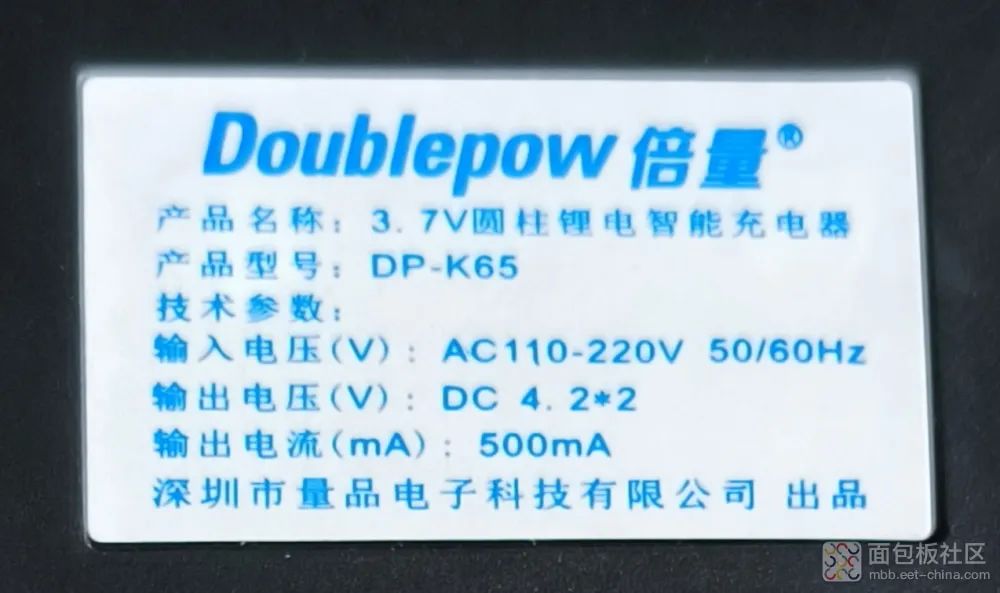 Doublepow 倍量®
产品名称：3.7V圆柱锂电智能充电器
产品型号：DP-K65
技术参数：
输入电压(V)：AC110-220V 50/60Hz
输出电压(V)：DC 4.2*2
输出电流(mA)：500mA
深圳市量品电子科技有限公司 出品
面包板社区
mbb.eet-china.com